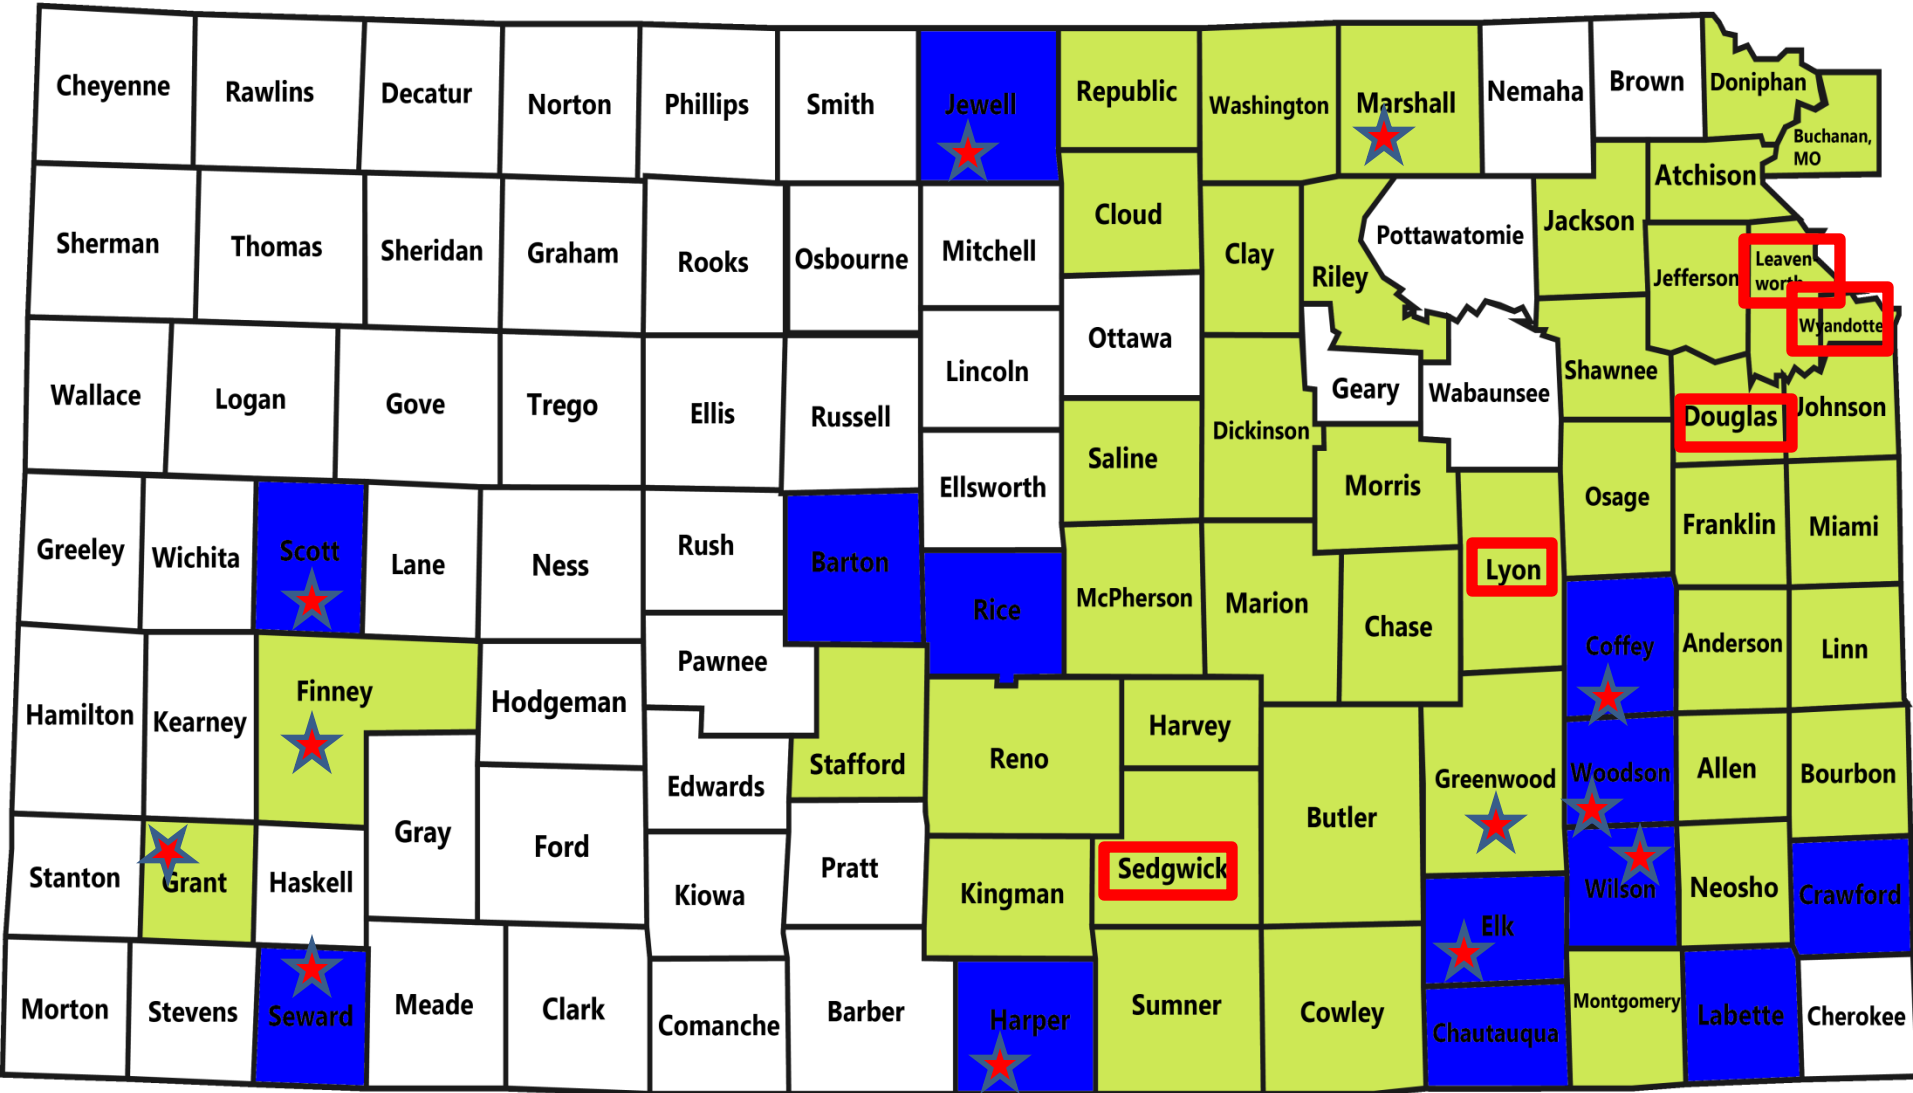 Cheyenne
Rawlins
Decatur
Norton
Phillips
Smith
Jewell
Republic
Washington
Marshall
Nemaha
Brown
Doniphan
Buchanan,
MO
Atchison
Sherman
Thomas
Sheridan
Graham
Rooks
Osbourne
Mitchell
Cloud
Clay
Riley
Pottawatomie
Jackson
Jefferson
Leaven
worth
Wyandotte
Wallace
Logan
Gove
Trego
Ellis
Russell
Lincoln
Ottawa
Saline
Dickinson
Geary
Wabaunsee
Shawnee
Douglas
Johnson
Greeley
Wichita
Scott
Lane
Ness
Rush
Barton
Ellsworth
Rice
McPherson
Marion
Morris
Chase
Lyon
Osage
Franklin
Miami
Hamilton
Kearney
Finney
Hodgeman
Pawnee
Edwards
Stafford
Reno
Harvey
Butler
Greenwood
Coffey
Anderson
Linn
Woodson
Allen
Bourbon
Stanton
Grant
Haskell
Gray
Ford
Kiowa
Pratt
Kingman
Sedgwick
Elk
Wilson
Neosho
Crawford
Morton
Stevens
Seward
Meade
Clark
Comanche
Barber
Harper
Sumner
Cowley
Chautauqua
Montgomery
Labette
Cherokee